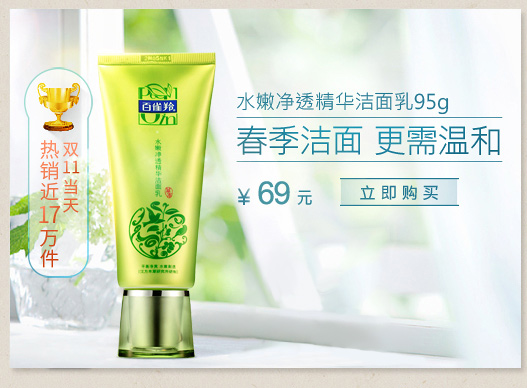 双11当天
热销近17万件
百雀羚
水嫩净透精华洁面乳
水嫩净透精华洁面乳95g
春季洁面 更需温和
¥ 69 元
立即购买